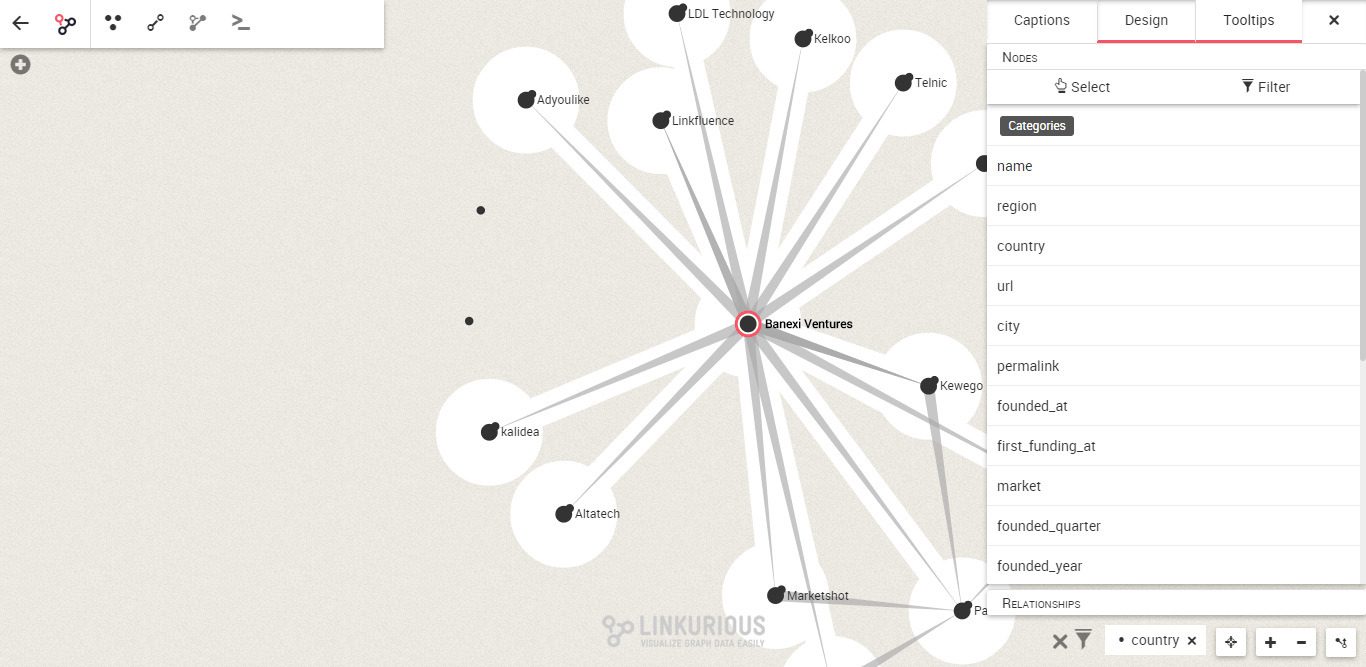 LDL Technology
Kelkoo
Telnic
Adyoulike
Linkfluence
Banexi Ventures
Kewego
kalidea
Altatech
Marketshot
Pa
LINKURIOUS
VISUALIZE GRAPH DATA EASILY
Captions
Design
Tooltips
NODES
Select
Filter
Categories
name
region
country
url
city
permalink
founded_at
first_funding_at
market
founded_quarter
founded_year
RELATIONSHIPS
country